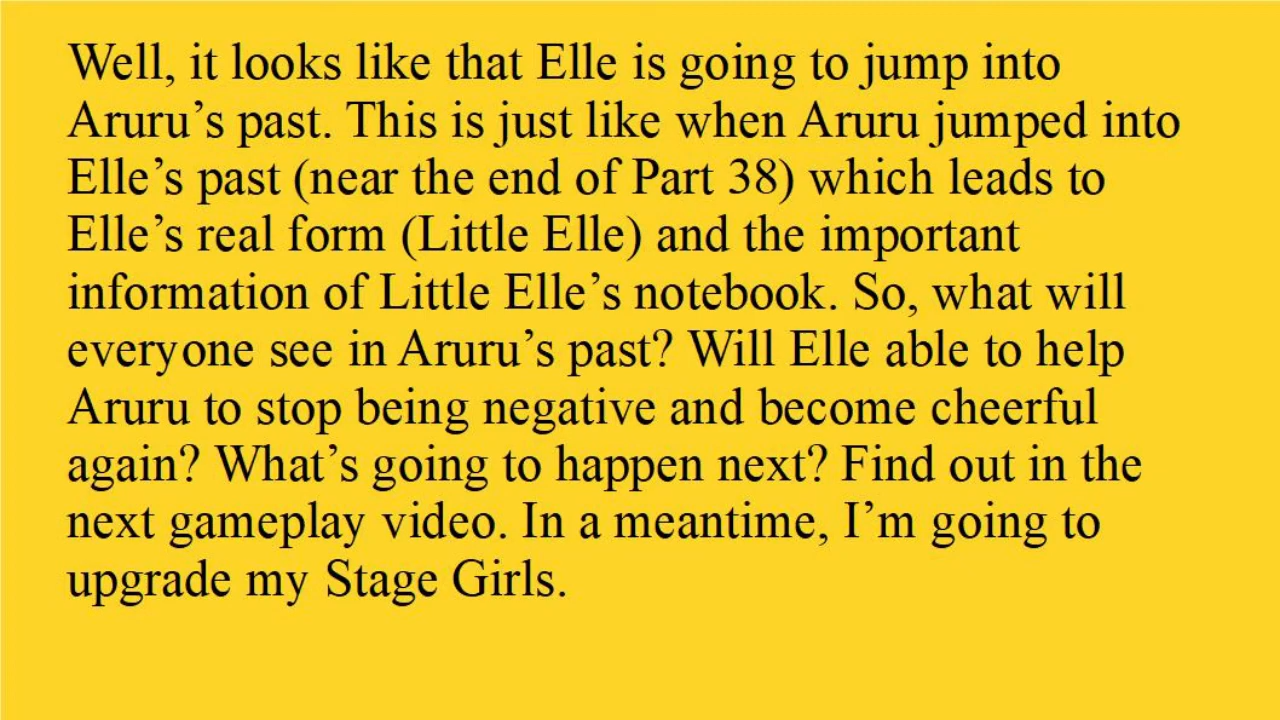 Well, it looks like that Elle is going to jump into
Aruru’s past. This is just like when Aruru jumped into
Elle’s past (near the end of Part 38) which leads to
Elle’s real form (Little Elle) and the important
information of Little Elle’s notebook. So, what will
everyone see in Aruru’s past? Will Elle able to help
Aruru to stop being negative and become cheerful
again? What’s going to happen next? Find out in the
next gameplay video. In a meantime, I’m going to
upgrade my Stage Girls.